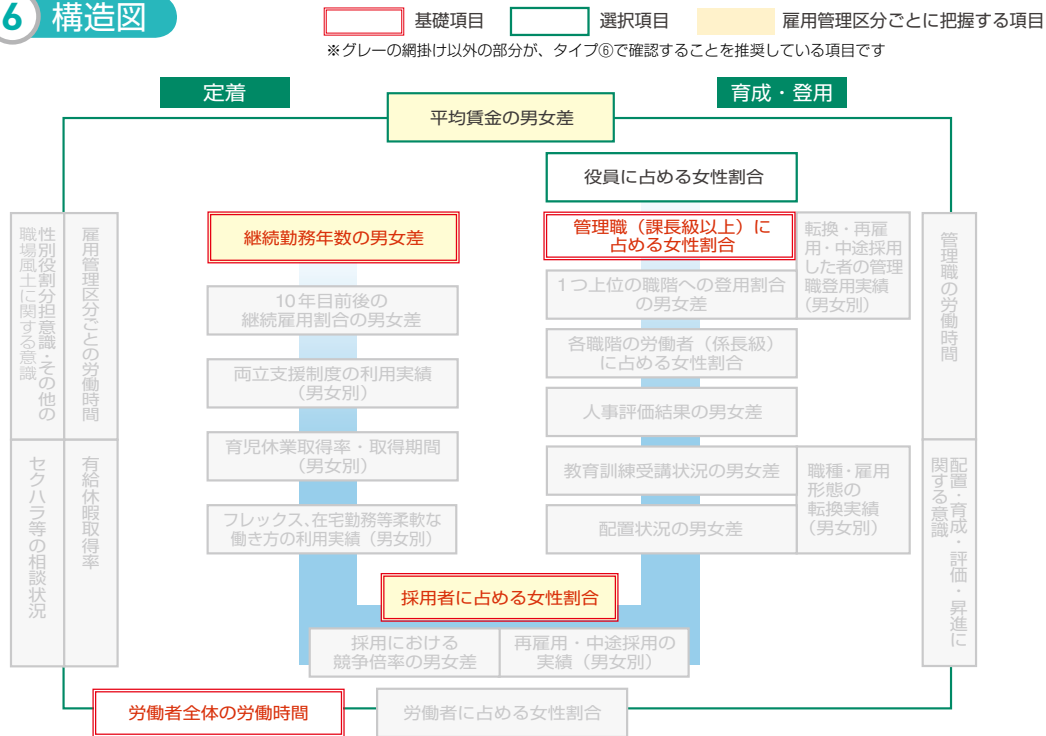 6 構造図
基礎項目
選択項目
雇用管理区分ごとに把握する項目
※グレーの網掛け以外の部分が、タイプ⑥で確認することを推奨している項目です
定着
育成・登用
平均賃金の男女差
役員に占める女性割合
性別役割分担意識・その他の
職場風土に関する意識
雇用管理区分ごとの労働時間
継続勤務年数の男女差
管理職（課長級以上）に
占める女性割合
転換・再雇
用・中途採用
した者の管理
職登用実績
（男女別）
管理職の労働時間
10年目前後の
継続雇用割合の男女差
1つ上位の職階への登用割合
の男女差
両立支援制度の利用実績
（男女別）
各職階の労働者（係長級）
に占める女性割合
人事評価結果の男女差
セクハラ等の相談状況
有給休暇取得率
育児休業取得率・取得期間
（男女別）
教育訓練受講状況の男女差
職種・雇用
形態の
転換実績
（男女別）
配置・育成・評価・昇進に
関する意識
フレックス、在宅勤務等柔軟な
働き方の利用実績（男女別）
配置状況の男女差
採用者に占める女性割合
採用における
競争倍率の男女差
再雇用・中途採用の
実績（男女別）
労働者全体の労働時間
労働者に占める女性割合